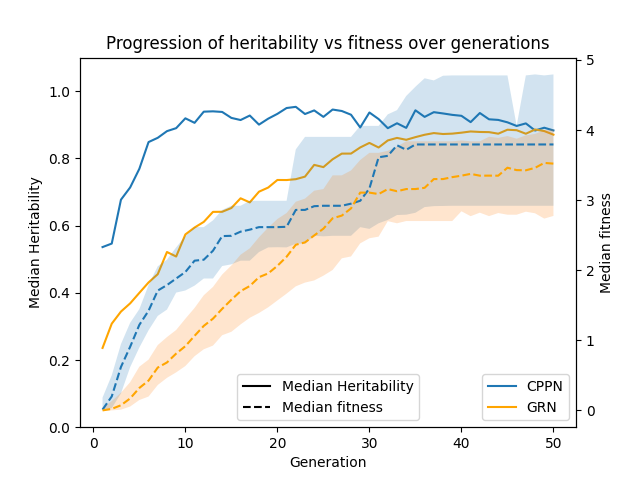 Progression of heritability vs fitness over generations
Median Heritability
1.0
0.8
0.6
0.4
0.2
0.0
5
4
3
2
1
0
Median fitness
Median Heritability
Median fitness
CPPN
GRN
0
10
20
30
40
50
Generation